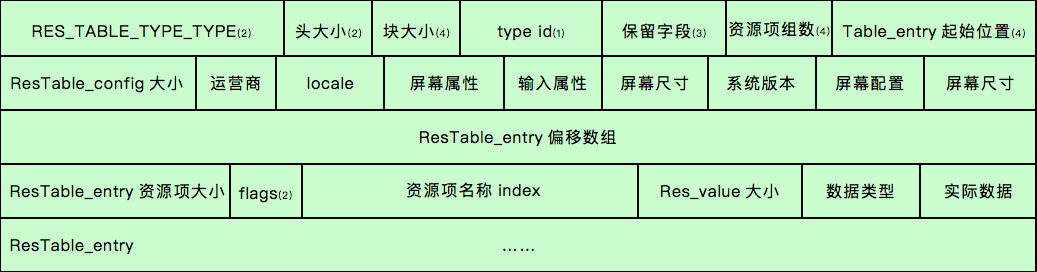 RES_TABLE_TYPE_TYPE(2) 头大小(2) 块大小(4) type id(1) 保留字段(3) 资源项组数(4) Table_entry 起始位置(4)
ResTable_config 大小 运营商 locale 屏幕属性 输入属性 屏幕尺寸 系统版本 屏幕配置 屏幕尺寸
ResTable_entry 偏移数组
ResTable_entry 资源项大小 flags(2) 资源项名称 index Res_value 大小 数据类型 实际数据
ResTable_entry ……